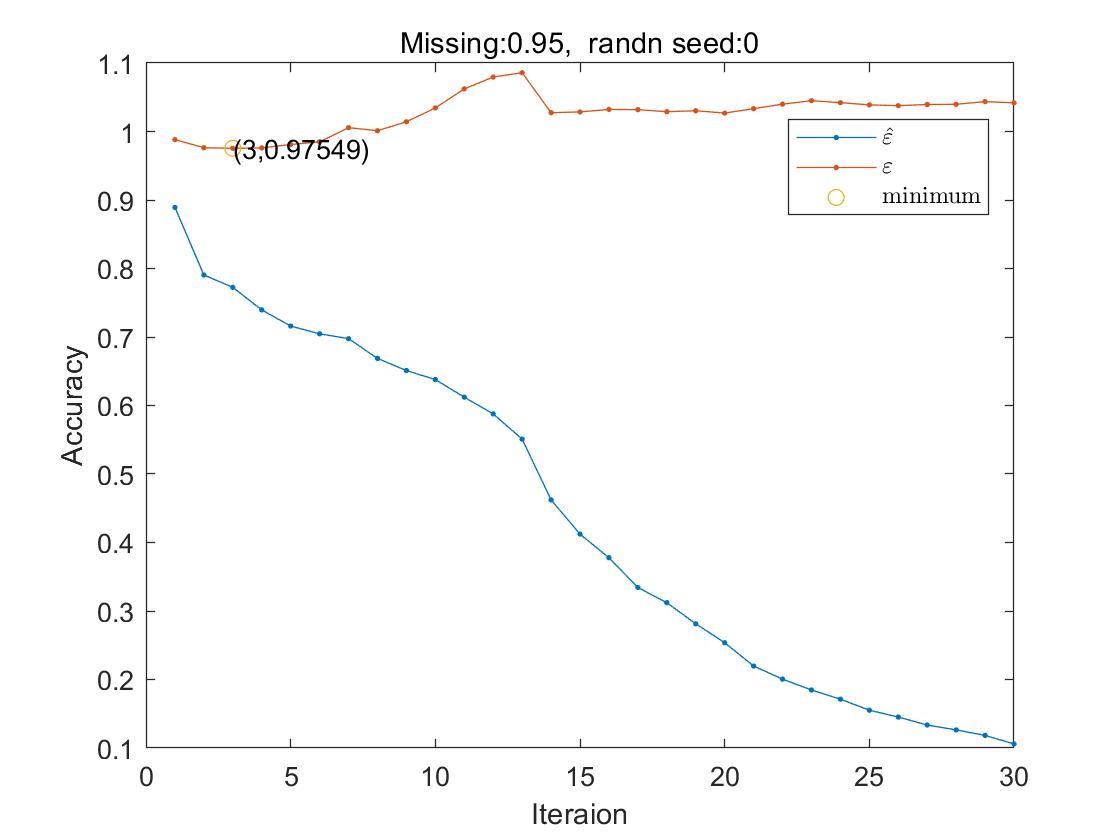 Missing:0.95,  randn seed:0
1.1
1
0.9
0.8
0.7
0.6
0.5
0.4
0.3
0.2
0.1
Accuracy
(3,0.97549)
ε̂
ε
minimum
0 5 10 15 20 25 30
Iteraion